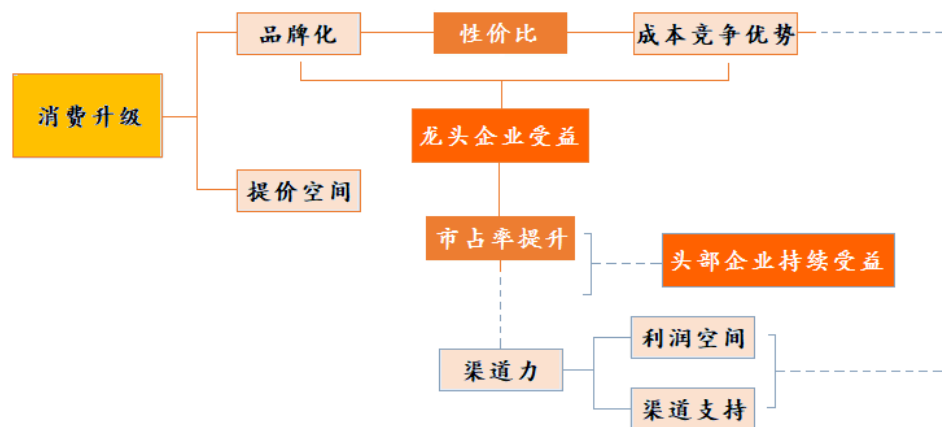 品牌化
性价比
成本竞争优势
消费升级
龙头企业受益
提价空间
市占率提升
头部企业持续受益
利润空间
渠道力
渠道支持